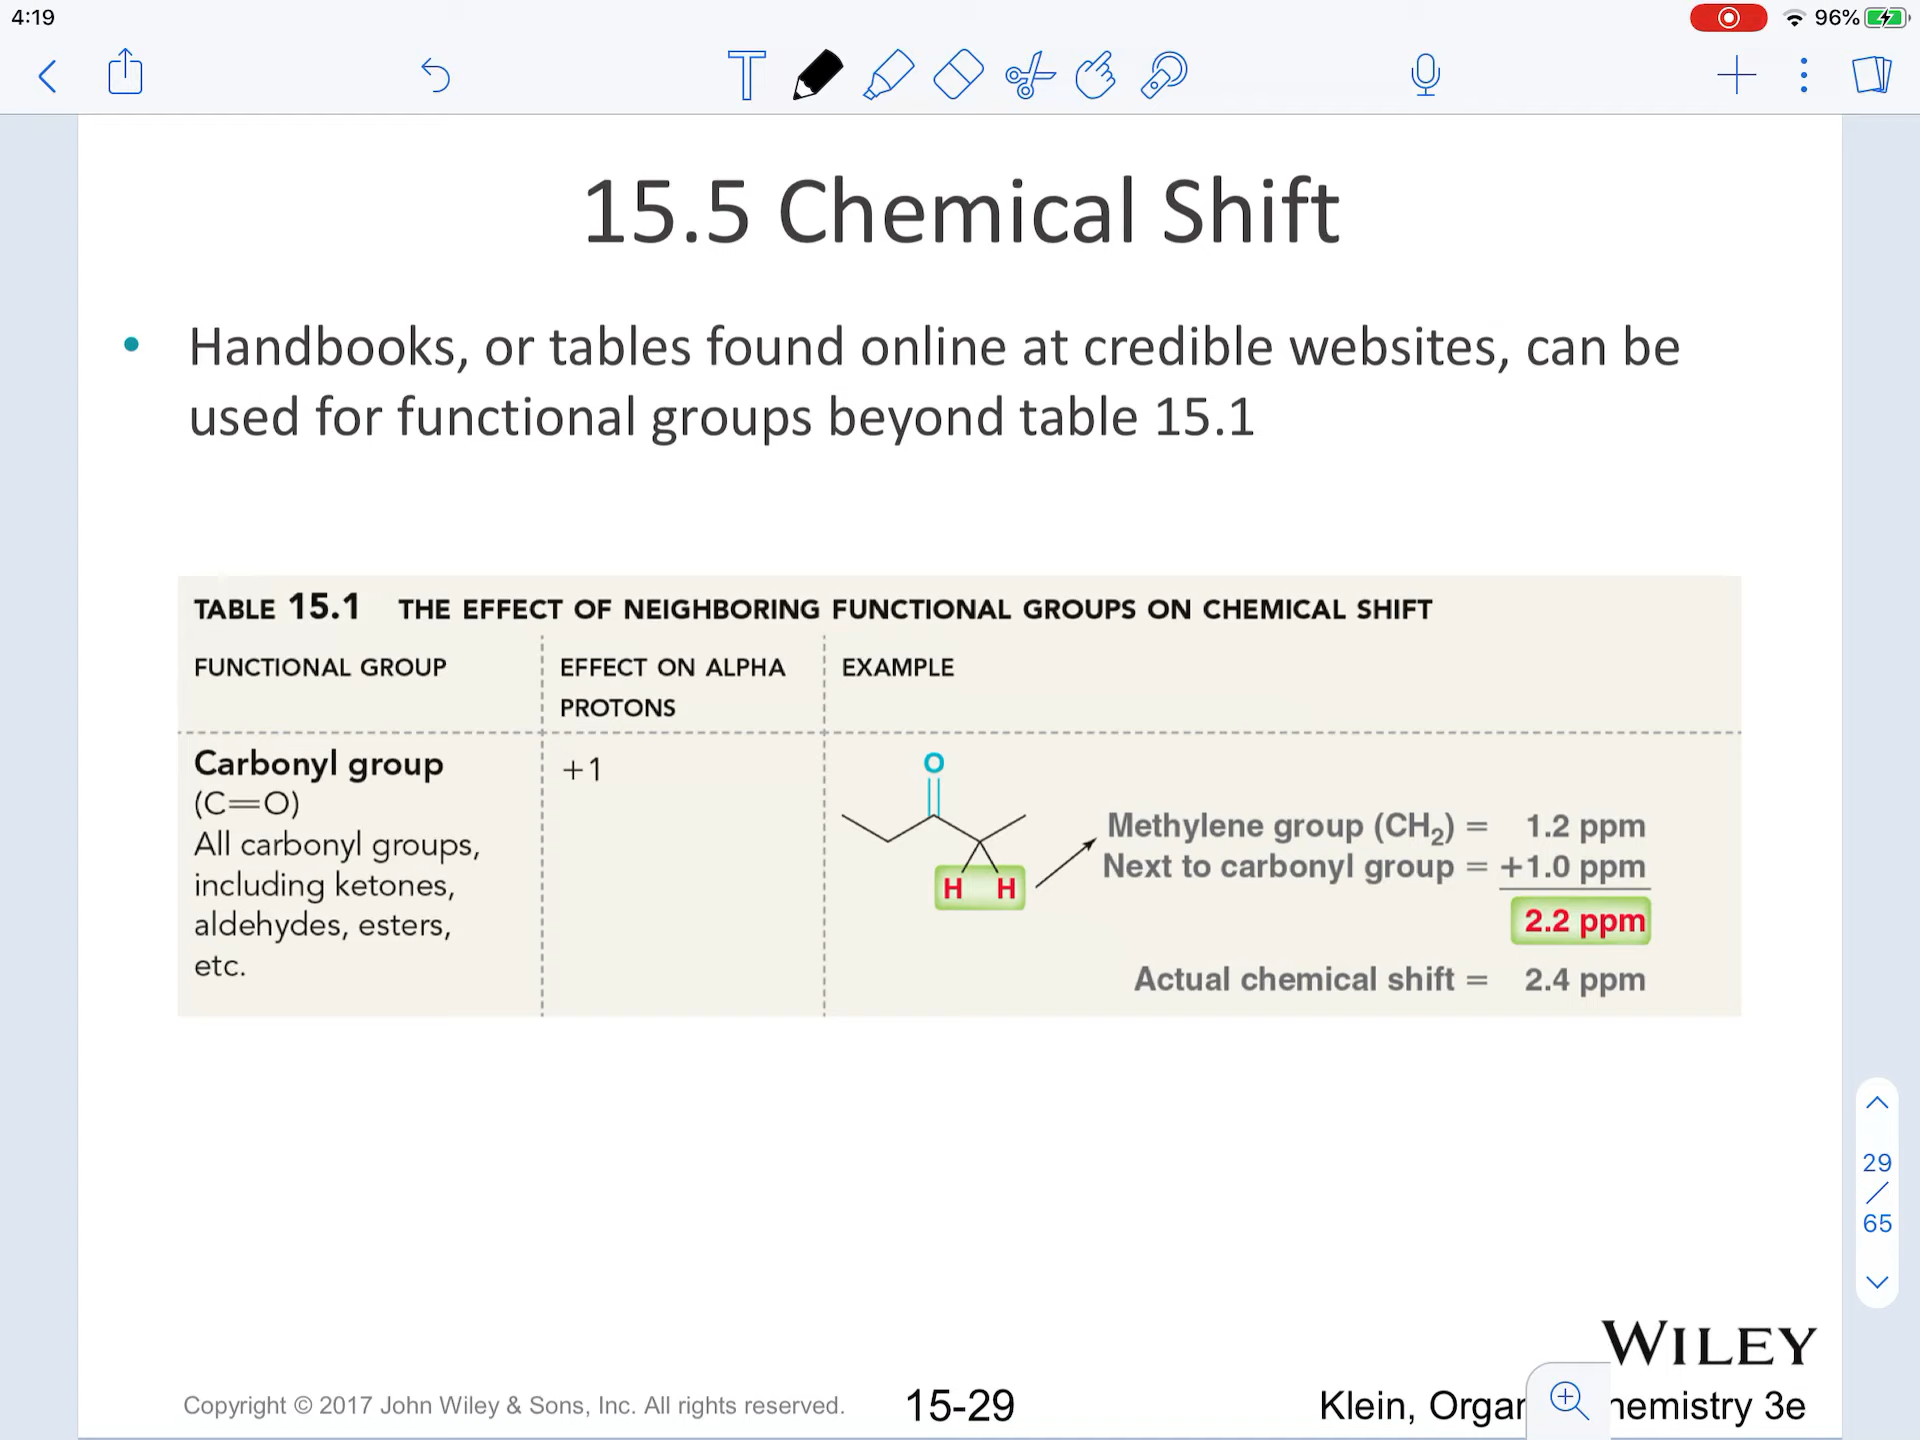 4:19
96%
T
15.5 Chemical Shift
• Handbooks, or tables found online at credible websites, can be
used for functional groups beyond table 15.1
TABLE 15.1 THE EFFECT OF NEIGHBORING FUNCTIONAL GROUPS ON CHEMICAL SHIFT
FUNCTIONAL GROUP
EFFECT ON ALPHA
PROTONS
EXAMPLE
Carbonyl group
(C=O)
All carbonyl groups,
including ketones,
aldehydes, esters,
etc.
+1
O
H H
Methylene group (CH₂) = 1.2 ppm
Next to carbonyl group = +1.0 ppm
2.2 ppm
Actual chemical shift = 2.4 ppm
29
/
65
WILEY
Copyright © 2017 John Wiley & Sons, Inc. All rights reserved.
15-29
Klein, Organ hemistry 3e